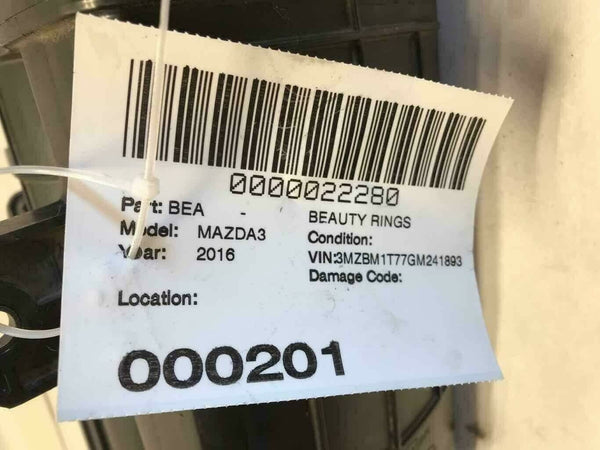 0000022280
Part: BEA - BEAUTY RINGS
Model: MAZDA3 Condition:
Year: 2016 VIN:3MZBM1T77GM241893
Damage Code:
Location:
000201